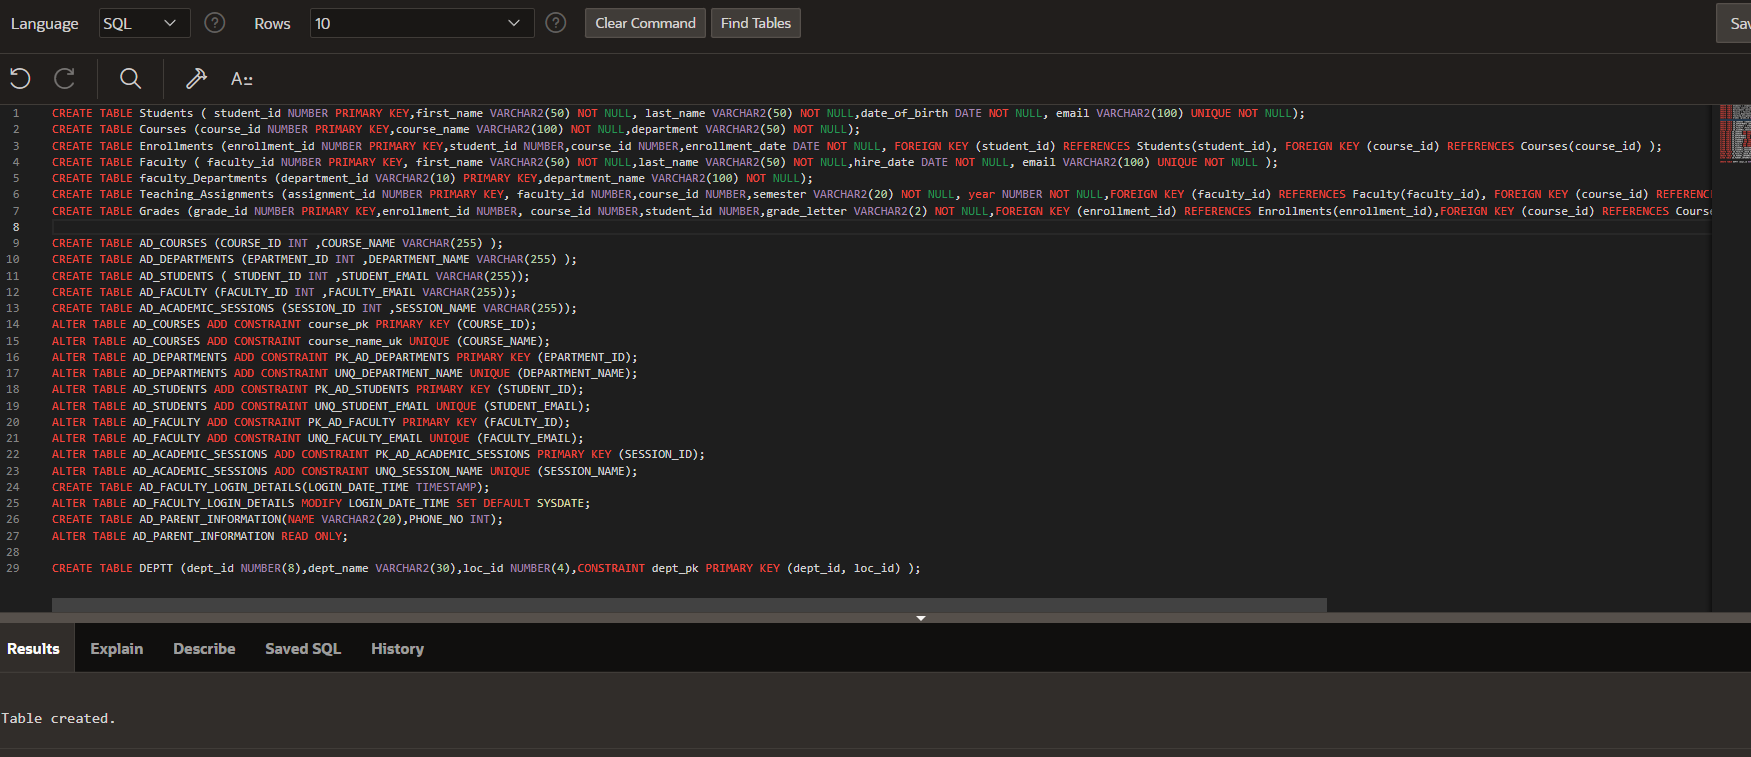 Language SQL Rows 10 Clear Command Find Tables Sav
A::
1 CREATE TABLE Students ( student_id NUMBER PRIMARY KEY,first_name VARCHAR2(50) NOT NULL, last_name VARCHAR2(50) NOT NULL,date_of_birth DATE NOT NULL, email VARCHAR2(100) UNIQUE NOT NULL);
2 CREATE TABLE Courses (course_id NUMBER PRIMARY KEY,course_name VARCHAR2(100) NOT NULL,department VARCHAR2(50) NOT NULL);
3 CREATE TABLE Enrollments (enrollment_id NUMBER PRIMARY KEY,student_id NUMBER,course_id NUMBER,enrollment_date DATE NOT NULL, FOREIGN KEY (student_id) REFERENCES Students(student_id), FOREIGN KEY (course_id) REFERENCES Courses(course_id) );
4 CREATE TABLE Faculty ( faculty_id NUMBER PRIMARY KEY, first_name VARCHAR2(50) NOT NULL,last_name VARCHAR2(50) NOT NULL,hire_date DATE NOT NULL, email VARCHAR2(100) UNIQUE NOT NULL );
5 CREATE TABLE faculty_Departments (department_id VARCHAR2(10) PRIMARY KEY,department_name VARCHAR2(100) NOT NULL);
6 CREATE TABLE Teaching_Assignments (assignment_id NUMBER PRIMARY KEY, faculty_id NUMBER,course_id NUMBER,semester VARCHAR2(20) NOT NULL, year NUMBER NOT NULL,FOREIGN KEY (faculty_id) REFERENCES Faculty(faculty_id), FOREIGN KEY (course_id) REFERENC
7 CREATE TABLE Grades (grade_id NUMBER PRIMARY KEY,enrollment_id NUMBER, course_id NUMBER,student_id NUMBER,grade_letter VARCHAR2(2) NOT NULL,FOREIGN KEY (enrollment_id) REFERENCES Enrollments(enrollment_id),FOREIGN KEY (course_id) REFERENCES Cours
8
9 CREATE TABLE AD_COURSES (COURSE_ID INT ,COURSE_NAME VARCHAR(255) );
10 CREATE TABLE AD_DEPARTMENTS (EPARTMENT_ID INT ,DEPARTMENT_NAME VARCHAR(255) );
11 CREATE TABLE AD_STUDENTS ( STUDENT_ID INT ,STUDENT_EMAIL VARCHAR(255));
12 CREATE TABLE AD_FACULTY (FACULTY_ID INT ,FACULTY_EMAIL VARCHAR(255));
13 CREATE TABLE AD_ACADEMIC_SESSIONS (SESSION_ID INT ,SESSION_NAME VARCHAR(255));
14 ALTER TABLE AD_COURSES ADD CONSTRAINT course_pk PRIMARY KEY (COURSE_ID);
15 ALTER TABLE AD_COURSES ADD CONSTRAINT course_name_uk UNIQUE (COURSE_NAME);
16 ALTER TABLE AD_DEPARTMENTS ADD CONSTRAINT PK_AD_DEPARTMENTS PRIMARY KEY (EPARTMENT_ID);
17 ALTER TABLE AD_DEPARTMENTS ADD CONSTRAINT UNQ_DEPARTMENT_NAME UNIQUE (DEPARTMENT_NAME);
18 ALTER TABLE AD_STUDENTS ADD CONSTRAINT PK_AD_STUDENTS PRIMARY KEY (STUDENT_ID);
19 ALTER TABLE AD_STUDENTS ADD CONSTRAINT UNQ_STUDENT_EMAIL UNIQUE (STUDENT_EMAIL);
20 ALTER TABLE AD_FACULTY ADD CONSTRAINT PK_AD_FACULTY PRIMARY KEY (FACULTY_ID);
21 ALTER TABLE AD_FACULTY ADD CONSTRAINT UNQ_FACULTY_EMAIL UNIQUE (FACULTY_EMAIL);
22 ALTER TABLE AD_ACADEMIC_SESSIONS ADD CONSTRAINT PK_AD_ACADEMIC_SESSIONS PRIMARY KEY (SESSION_ID);
23 ALTER TABLE AD_ACADEMIC_SESSIONS ADD CONSTRAINT UNQ_SESSION_NAME UNIQUE (SESSION_NAME);
24 CREATE TABLE AD_FACULTY_LOGIN_DETAILS(LOGIN_DATE_TIME TIMESTAMP);
25 ALTER TABLE AD_FACULTY_LOGIN_DETAILS MODIFY LOGIN_DATE_TIME SET DEFAULT SYSDATE;
26 CREATE TABLE AD_PARENT_INFORMATION(NAME VARCHAR2(20),PHONE_NO INT);
27 ALTER TABLE AD_PARENT_INFORMATION READ ONLY;
28
29 CREATE TABLE DEPTT (dept_id NUMBER(8),dept_name VARCHAR2(30),loc_id NUMBER(4),CONSTRAINT dept_pk PRIMARY KEY (dept_id, loc_id) );
Results Explain Describe Saved SQL History
Table created.